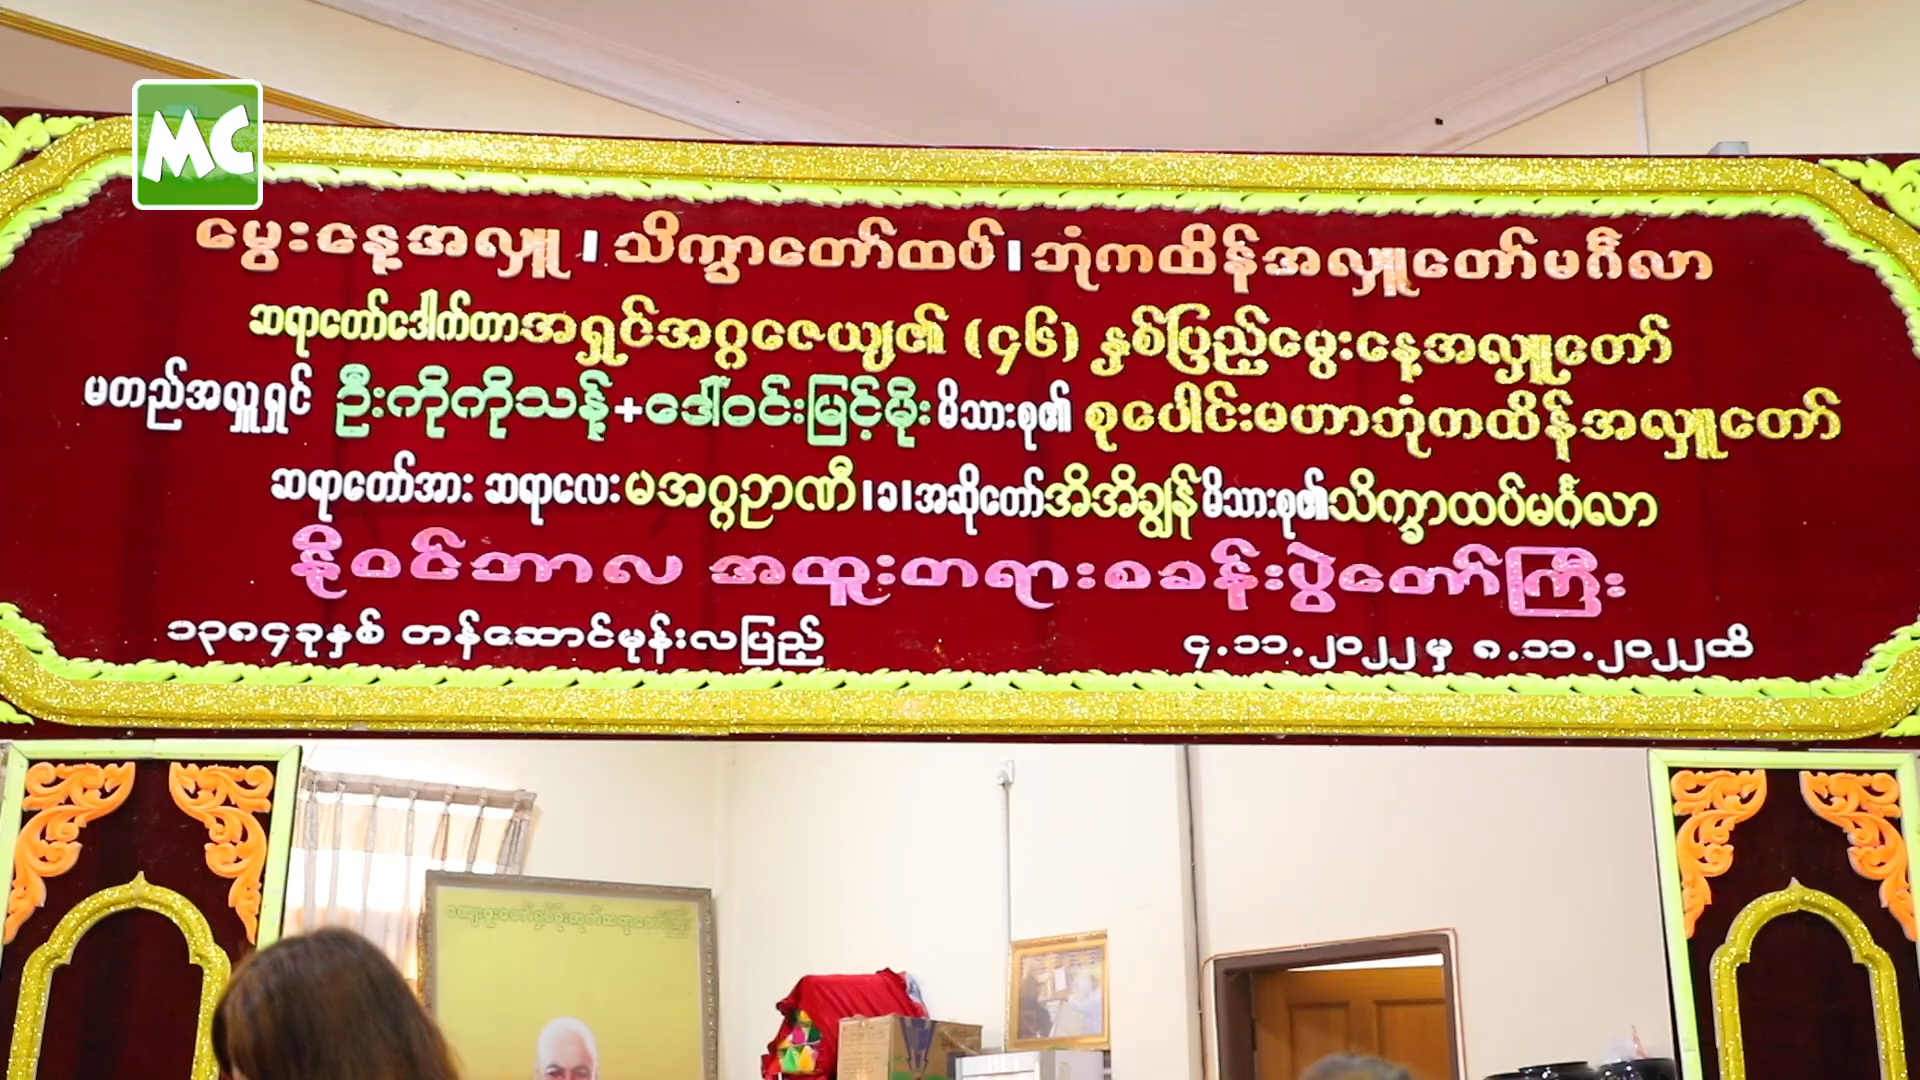 MC
မွေးနေ့အလှူ ၊ သိက္ခာတော်ထပ် ၊ ဘုံကထိန်အလှူတော်မင်္ဂလာ
ဆရာတော်ဒေါက်တာအရှင်အဂ္ဂဇေယျ၏ (၄၆) နှစ်ပြည့်မွေးနေ့အလှူတော်
မတည်အလှူရှင် ဦးကိုကိုသန့်+ဒေါ်ဝင်းမြင့်မိုး မိသားစု၏ စုပေါင်းမဟာဘုံကထိန်အလှူတော်
ဆရာတော်အား ဆရာလေး မအဂ္ဂဉာဏီ ၊ ခ ၊ အဆိုတော် အိအိချွန် မိသားစု၏ သိက္ခာထပ်မင်္ဂလာ
နိုဝင်ဘာလ အထူးတရားစခန်းပွဲတော်ကြီး
၁၃၈၄ခုနှစ် တန်ဆောင်မုန်းလပြည့်
၄.၁၁.၂၀၂၂ မှ ၈.၁၁.၂၀၂၂ထိ